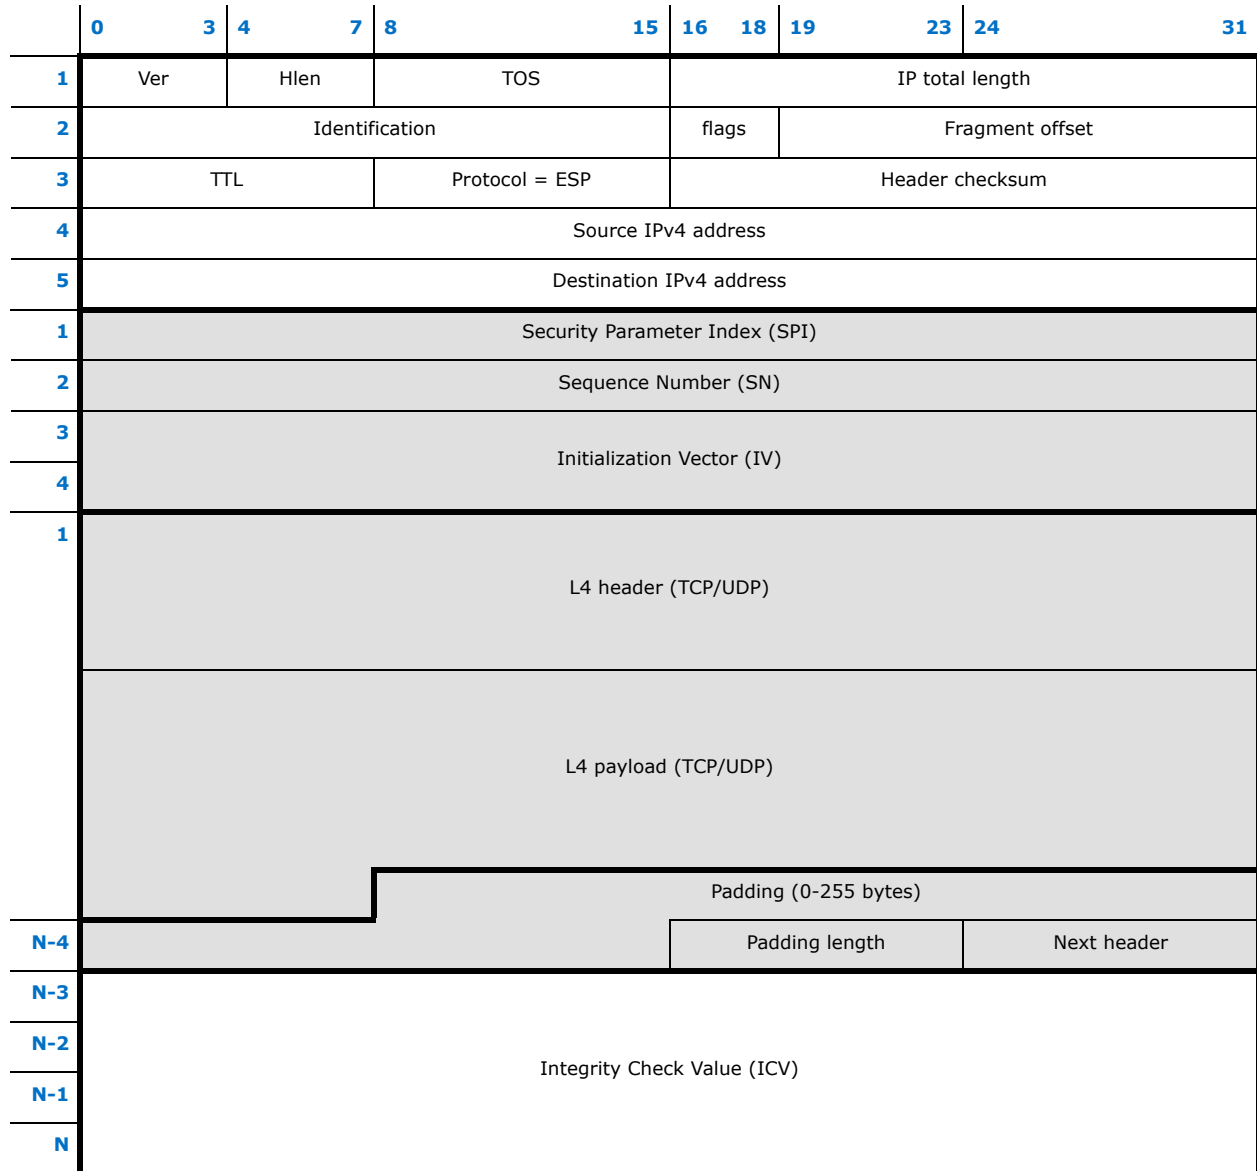 0 3 4 7 8 15 16 18 19 23 24 31
1 Ver Hlen TOS IP total length
2 Identification flags Fragment offset
3 TTL Protocol = ESP Header checksum
4 Source IPv4 address
5 Destination IPv4 address
1 Security Parameter Index (SPI)
2 Sequence Number (SN)
3
Initialization Vector (IV)
4
1
L4 header (TCP/UDP)
L4 payload (TCP/UDP)
Padding (0-255 bytes)
N-4 Padding length Next header
N-3
N-2
Integrity Check Value (ICV)
N-1
N